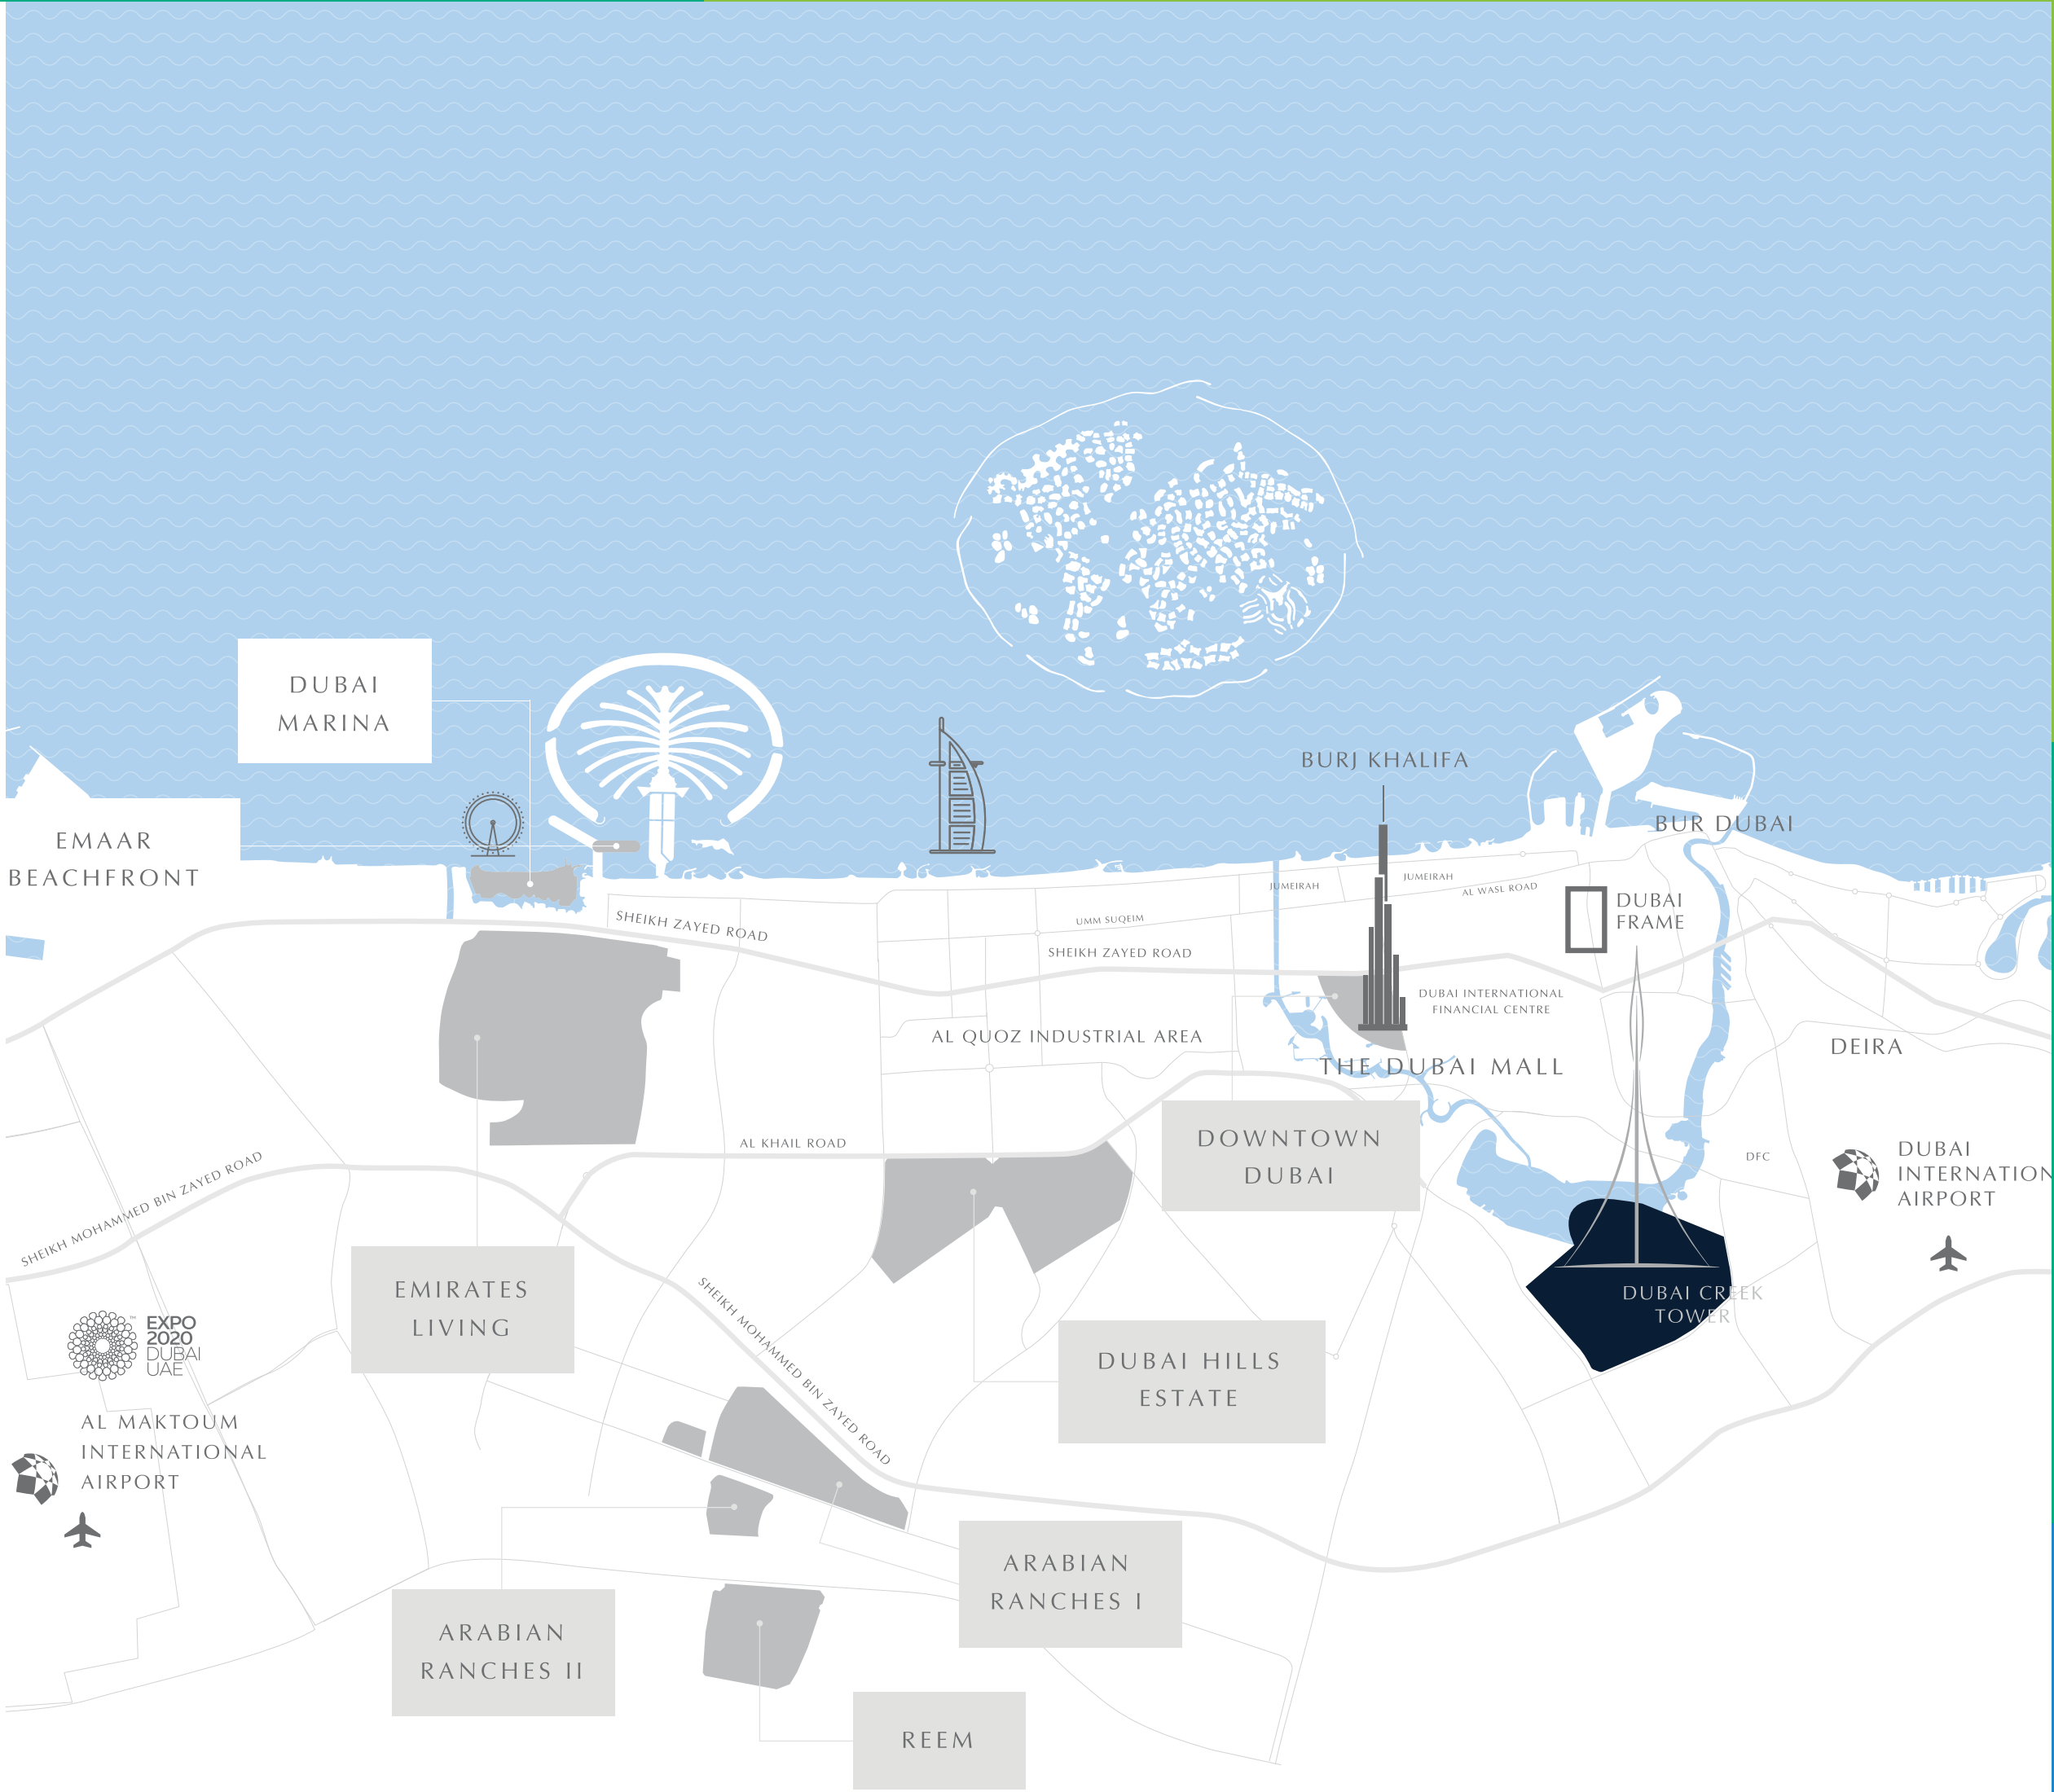 DUBAI
MARINA
BURJ KHALIFA
BUR DUBAI
EMAAR
BEACHFRONT
JUMEIRAH
JUMEIRAH
AL WASL ROAD
DUBAI
FRAME
SHEIKH ZAYED ROAD
UMM SUQEIM
SHEIKH ZAYED ROAD
DUBAI INTERNATIONAL
FINANCIAL CENTRE
AL QUOZ INDUSTRIAL AREA
THE DUBAI MALL
DEIRA
AL KHAIL ROAD
DOWNTOWN
DUBAI
DFC
DUBAI
INTERNATION
AIRPORT
SHEIKH MOHAMMED BIN ZAYED ROAD
EMIRATES
LIVING
SHEIKH MOHAMMED BIN ZAYED ROAD
DUBAI CREEK
TOWER
EXPO
2020
DUBAI
UAE
TM
DUBAI HILLS
ESTATE
AL MAKTOUM
INTERNATIONAL
AIRPORT
ARABIAN
RANCHES I
ARABIAN
RANCHES II
REEM